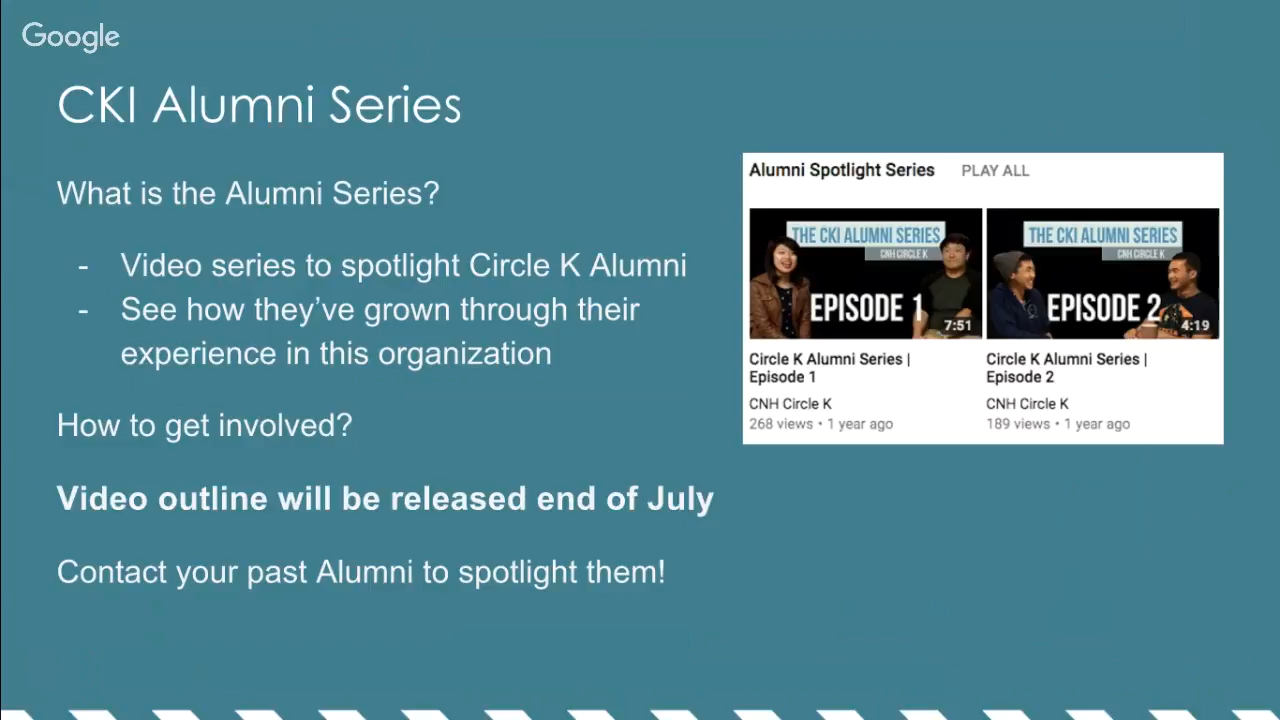 Google
CKI Alumni Series
What is the Alumni Series?
- Video series to spotlight Circle K Alumni
- See how they’ve grown through their
experience in this organization
How to get involved?
Video outline will be released end of July
Contact your past Alumni to spotlight them!
Alumni Spotlight Series PLAY ALL
THE CKI ALUMNI SERIES
CNH CIRCLE K
EPISODE 1
7:51
Circle K Alumni Series |
Episode 1
CNH Circle K
268 views • 1 year ago
THE CKI ALUMNI SERIES
CNH CIRCLE K
EPISODE 2
4:19
Circle K Alumni Series |
Episode 2
CNH Circle K
189 views • 1 year ago